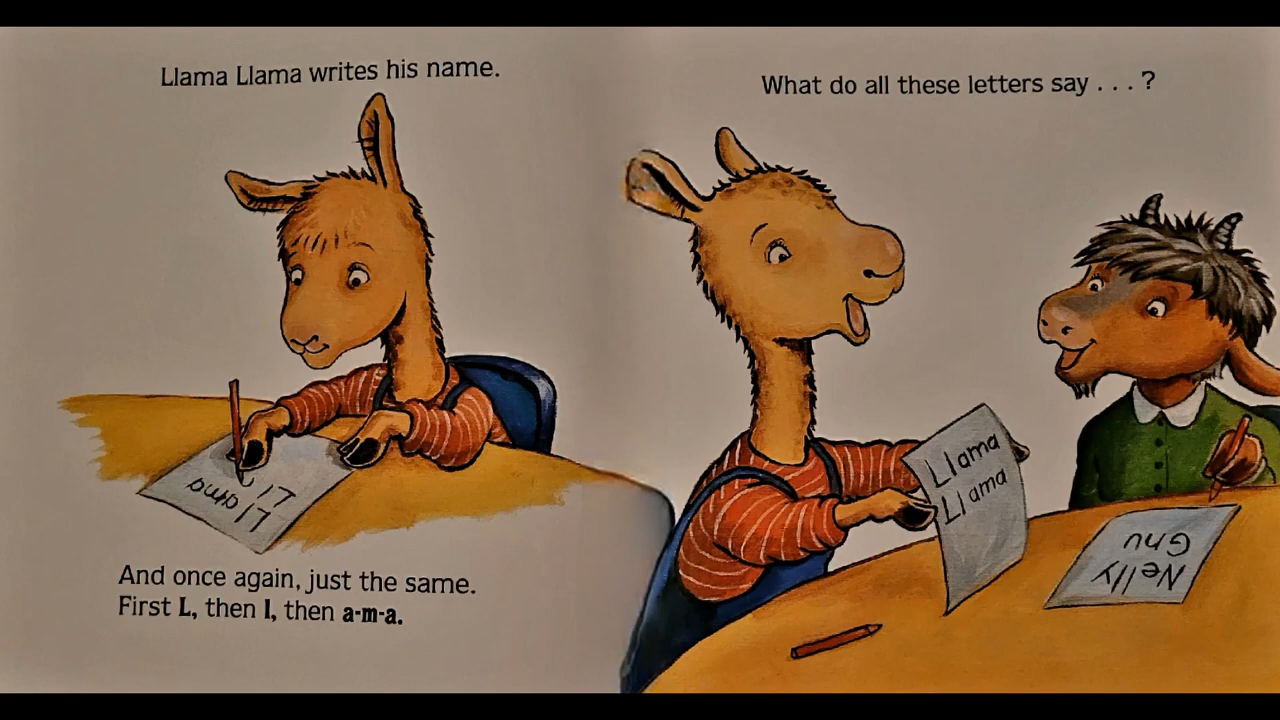 Llama Llama writes his name.
Llama
Ll
And once again, just the same.
First L, then l, then a-m-a.
What do all these letters say . . . ?
Llama
Llama
Nelly
Gnu